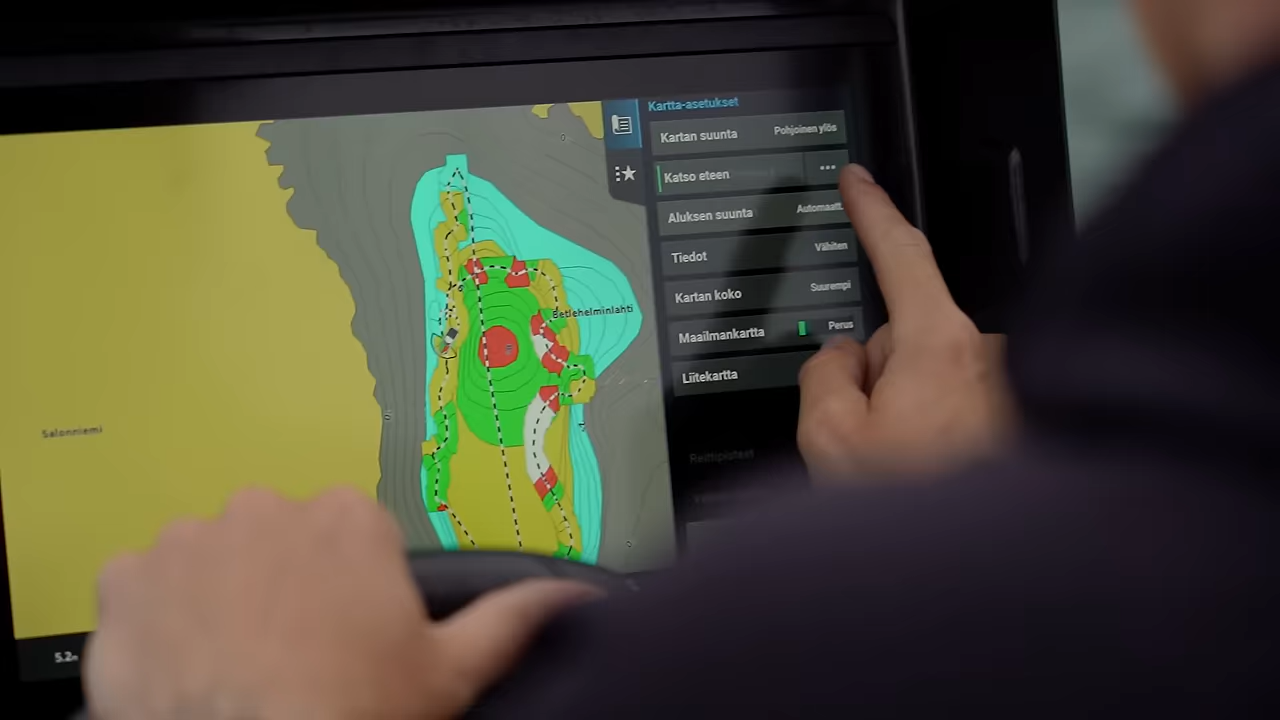 Kartta-asetukset
Kartan suunta Pohjoinen ylös
Katso eteen
Aluksen suunta Automaatt.
Tiedot Vähiten
Kartan koko Suurempi
Maailmankartta Perus
Liitekartta
Reittipisteet
Betlehelminlahti
Salonniemi
5.2